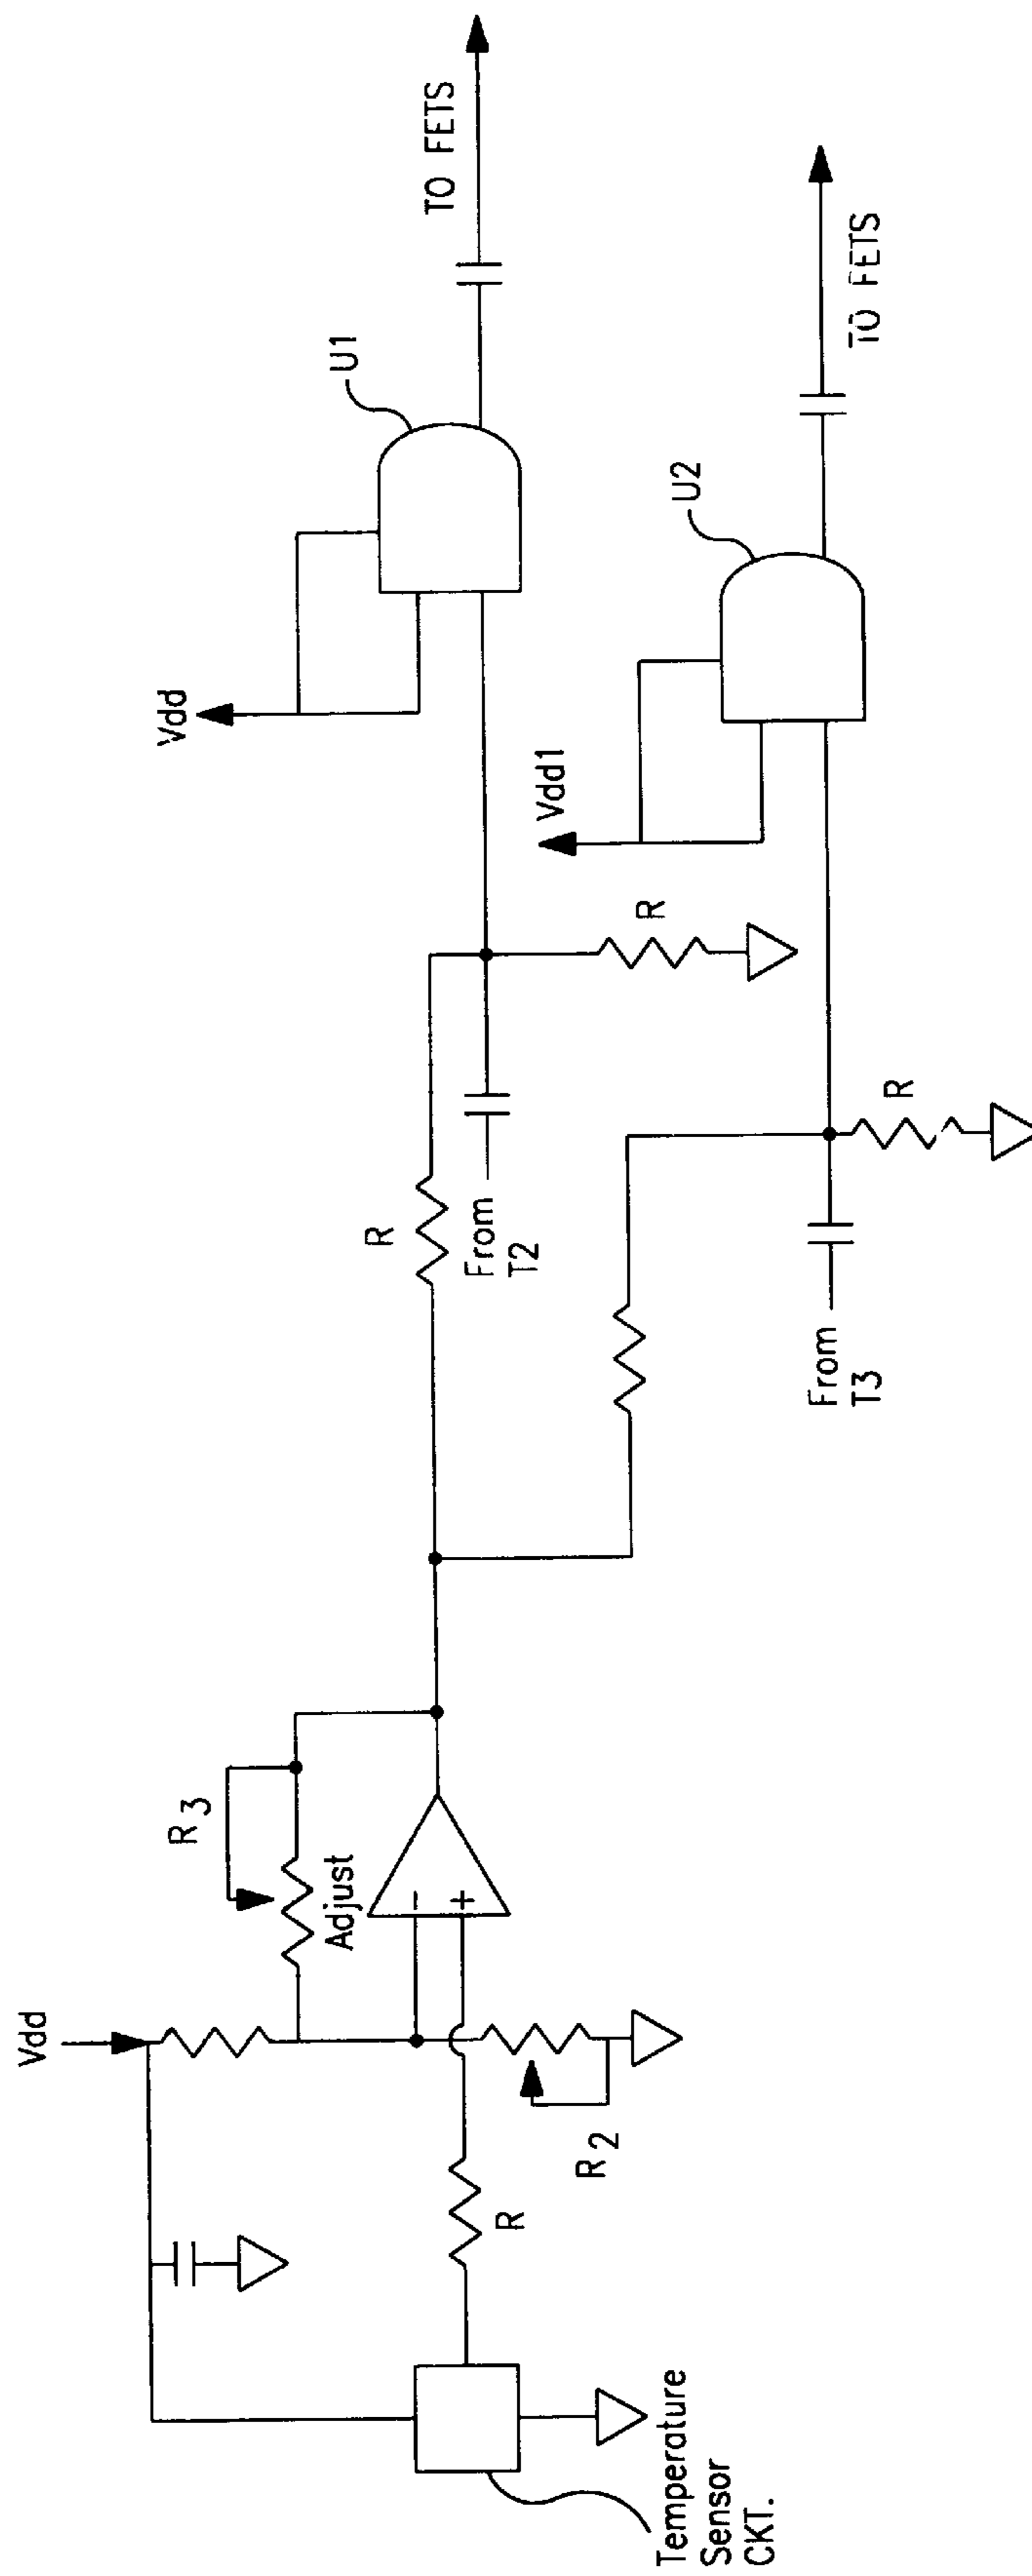 Temperature
Sensor
CKT.
Vdd
R
R2
R3
Adjust
−
+
R
From
T2
R
From
T3
R
Vdd
U1
TO FETS
Vdd1
U2
TO FETS